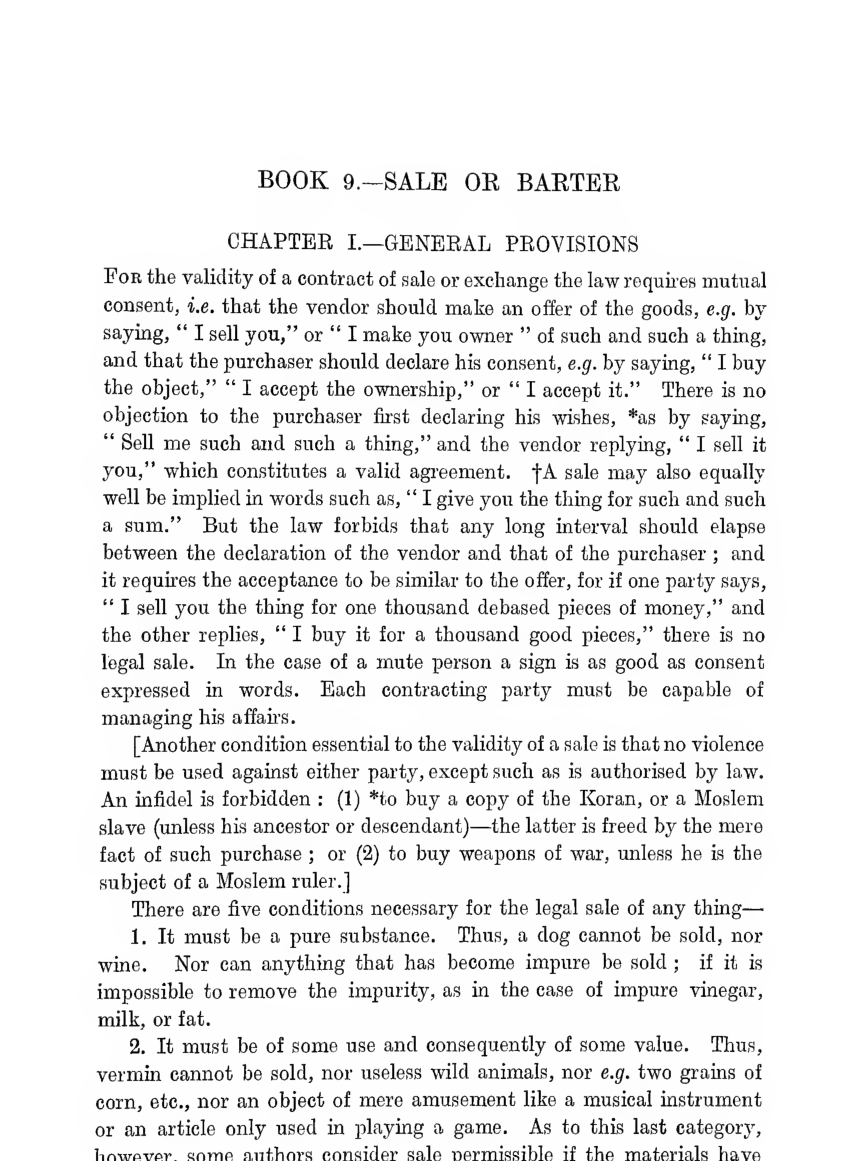 BOOK 9.—SALE OR BARTER
CHAPTER I.—GENERAL PROVISIONS
FOR the validity of a contract of sale or exchange the law requires mutual
consent, i.e. that the vendor should make an offer of the goods, e.g. by
saying, “ I sell you,” or “ I make you owner ” of such and such a thing,
and that the purchaser should declare his consent, e.g. by saying, “ I buy
the object,” “ I accept the ownership,” or “ I accept it.” There is no
objection to the purchaser first declaring his wishes, *as by saying,
“ Sell me such and such a thing,” and the vendor replying, “ I sell it
you,” which constitutes a valid agreement. †A sale may also equally
well be implied in words such as, “ I give you the thing for such and such
a sum.” But the law forbids that any long interval should elapse
between the declaration of the vendor and that of the purchaser ; and
it requires the acceptance to be similar to the offer, for if one party says,
“ I sell you the thing for one thousand debased pieces of money,” and
the other replies, “ I buy it for a thousand good pieces,” there is no
legal sale. In the case of a mute person a sign is as good as consent
expressed in words. Each contracting party must be capable of
managing his affairs.
[Another condition essential to the validity of a sale is that no violence
must be used against either party, except such as is authorised by law.
An infidel is forbidden : (1) *to buy a copy of the Koran, or a Moslem
slave (unless his ancestor or descendant)—the latter is freed by the mere
fact of such purchase ; or (2) to buy weapons of war, unless he is the
subject of a Moslem ruler.]
There are five conditions necessary for the legal sale of any thing—
1. It must be a pure substance. Thus, a dog cannot be sold, nor
wine. Nor can anything that has become impure be sold ; if it is
impossible to remove the impurity, as in the case of impure vinegar,
milk, or fat.
2. It must be of some use and consequently of some value. Thus,
vermin cannot be sold, nor useless wild animals, nor e.g. two grains of
corn, etc., nor an object of mere amusement like a musical instrument
or an article only used in playing a game. As to this last category,
however, some authors consider sale permissible if the materials have